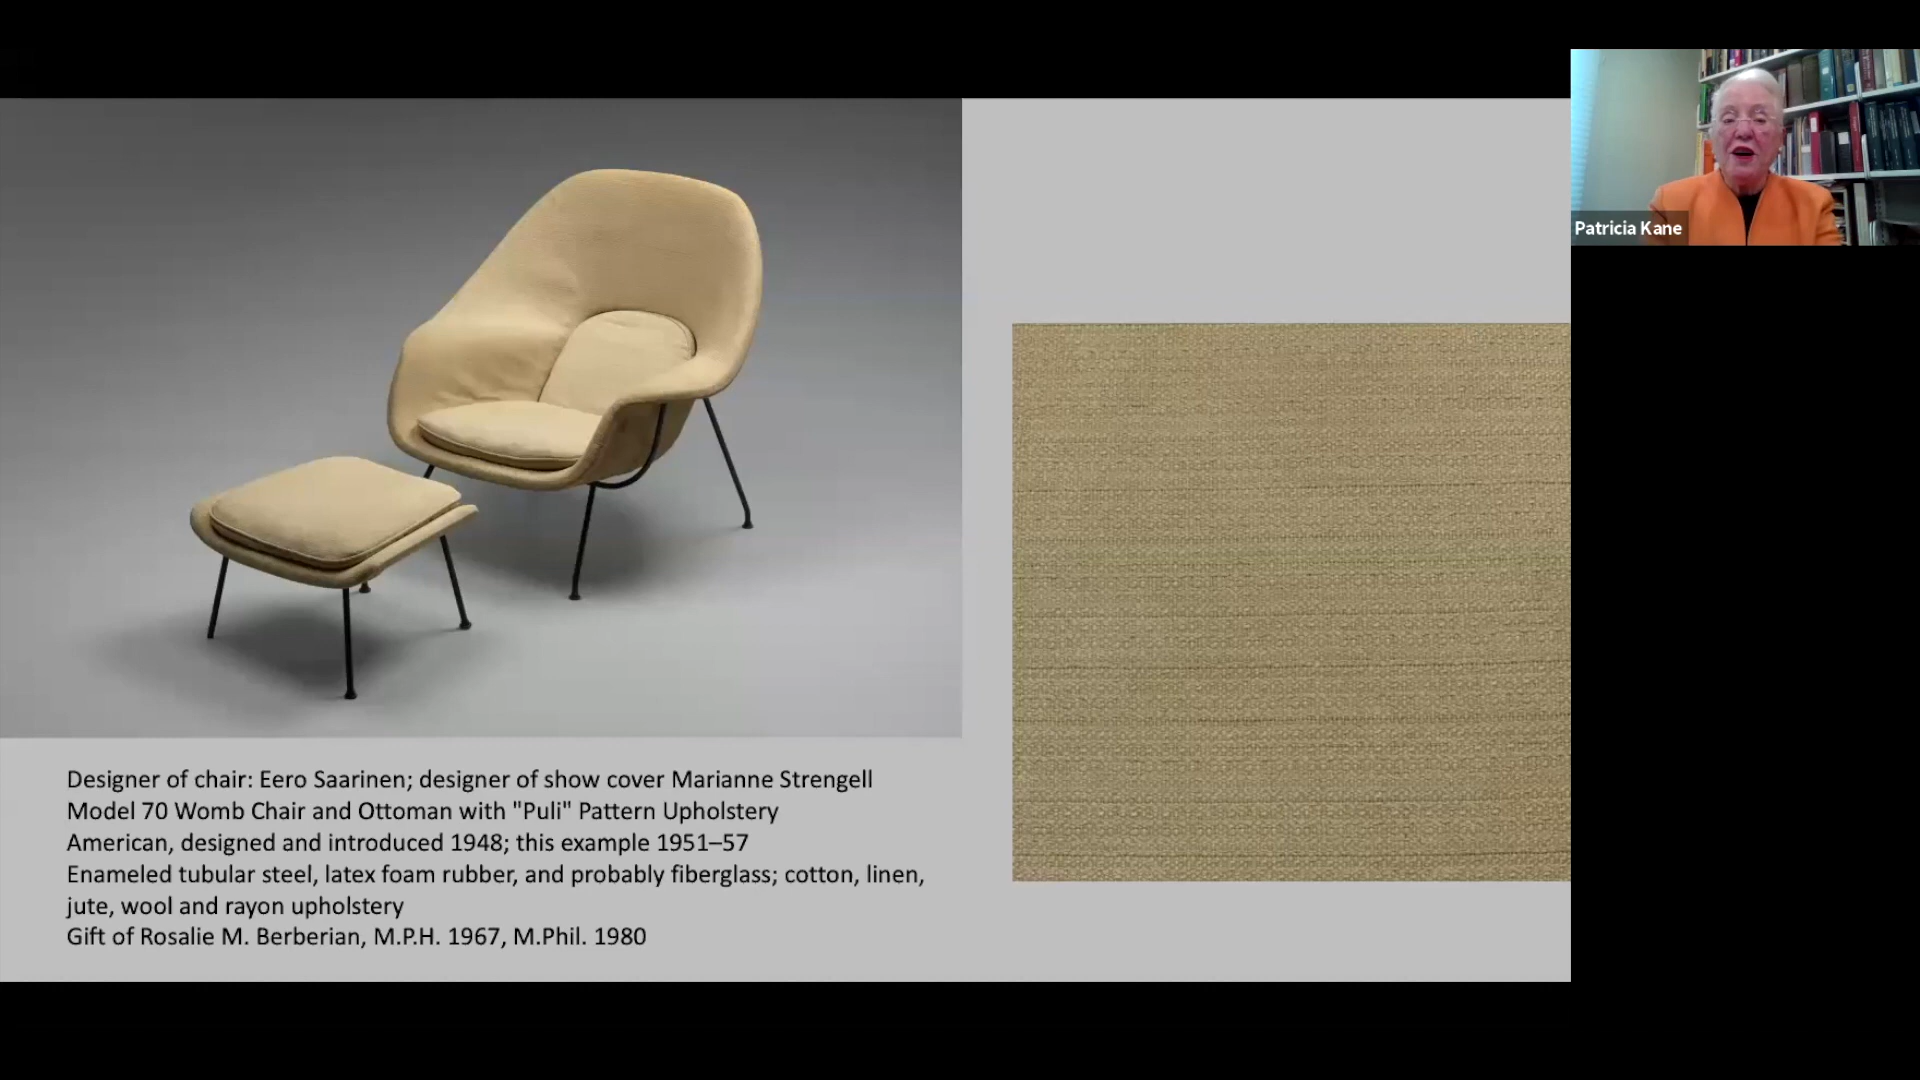 Patricia Kane
Designer of chair: Eero Saarinen; designer of show cover Marianne Strengell
Model 70 Womb Chair and Ottoman with "Puli" Pattern Upholstery
American, designed and introduced 1948; this example 1951–57
Enameled tubular steel, latex foam rubber, and probably fiberglass; cotton, linen,
jute, wool and rayon upholstery
Gift of Rosalie M. Berberian, M.P.H. 1967, M.Phil. 1980